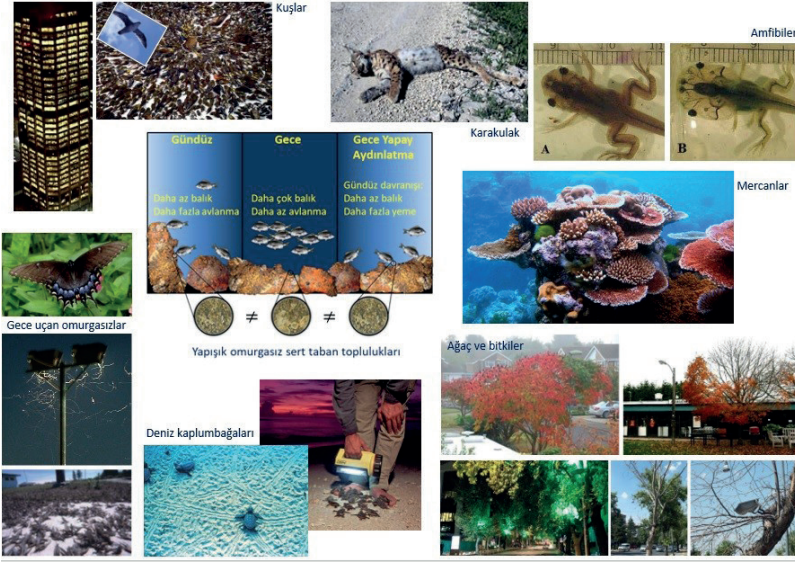 Kuşlar
Amfibiler
Karakulak
A
B
Gündüz
Gece
Gece Yapay
Aydınlatma
Daha az balık
Daha fazla avlanma
Daha çok balık
Daha az avlanma
Gündüz davranışı:
Daha az balık
Daha fazla yeme
≠
≠
Yapışık omurgasız sert taban toplulukları
Mercanlar
Gece uçan omurgasızlar
Ağaç ve bitkiler
Deniz kaplumbağaları